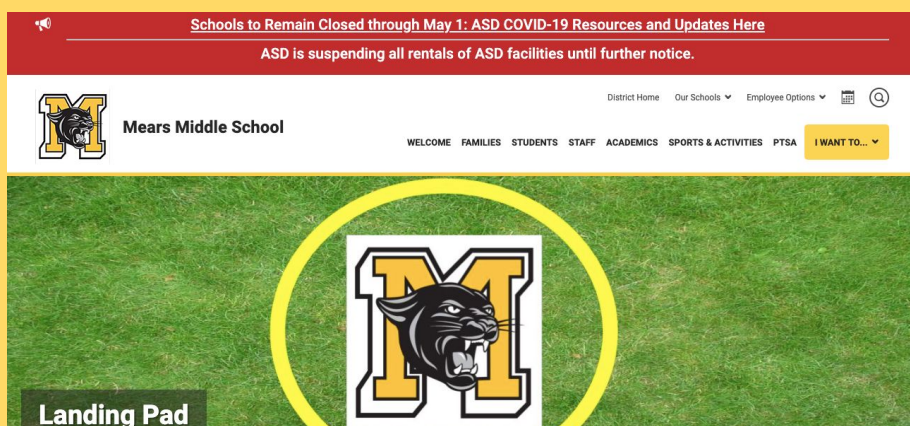 Schools to Remain Closed through May 1: ASD COVID-19 Resources and Updates Here
ASD is suspending all rentals of ASD facilities until further notice.
District Home Our Schools Employee Options
Mears Middle School
WELCOME FAMILIES STUDENTS STAFF ACADEMICS SPORTS & ACTIVITIES PTSA I WANT TO...
M
M
Landing Pad